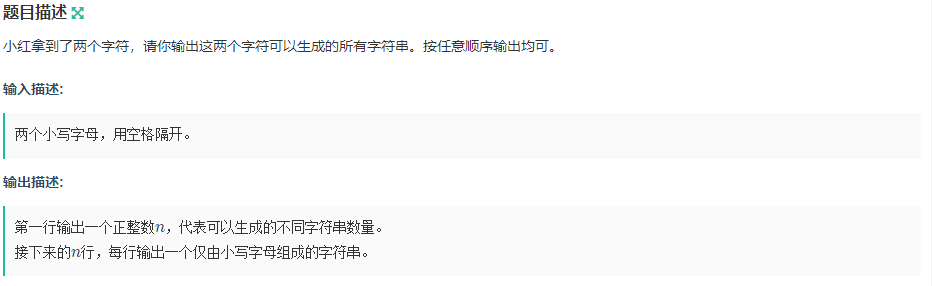 题目描述
小红拿到了两个字符，请你输出这两个字符可以生成的所有字符串。按任意顺序输出均可。
输入描述:
两个小写字母，用空格隔开。
输出描述:
第一行输出一个正整数n，代表可以生成的不同字符串数量。
接下来的n行，每行输出一个仅由小写字母组成的字符串。